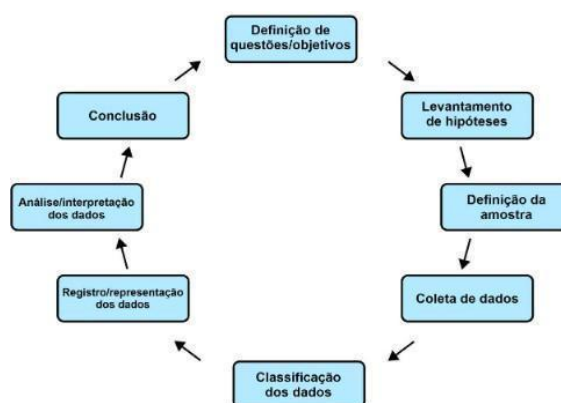 Definição de
questões/objetivos
Levantamento
de hipóteses
Definição da
amostra
Coleta de dados
Classificação
dos dados
Registro/representação
dos dados
Análise/interpretação
dos dados
Conclusão